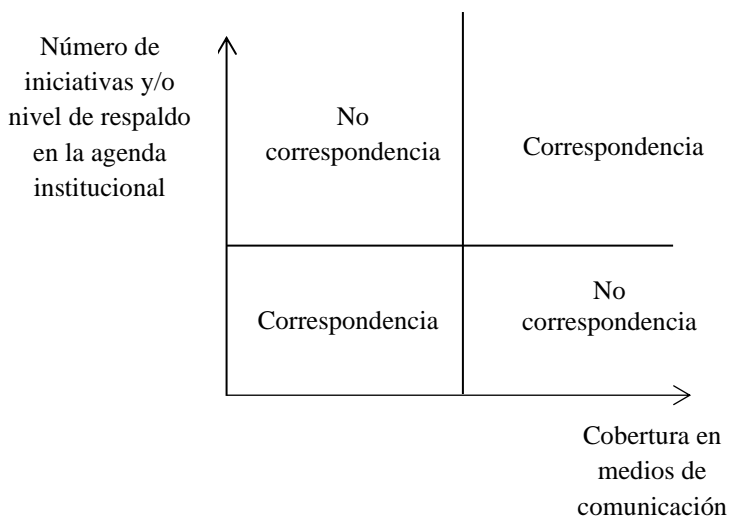 Número de
iniciativas y/o
nivel de respaldo
en la agenda
institucional
No
correspondencia
Correspondencia
Correspondencia
No
correspondencia
Cobertura en
medios de
comunicación